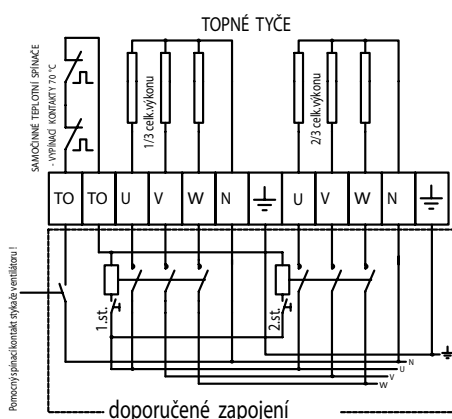 TOPNÉ TYČE
SAMOČINNÉ TEPLOTNÍ SPÍNAČE
- VYPÍNACÍ KONTAKTY 70 °C
1/3 celk.výkonu
2/3 celk.výkonu
TO TO U V W N U V W N
Pomocný spínací kontakt stykače ventilátoru !
1.st.
2.st.
N
U
V
W
doporučené zapojení